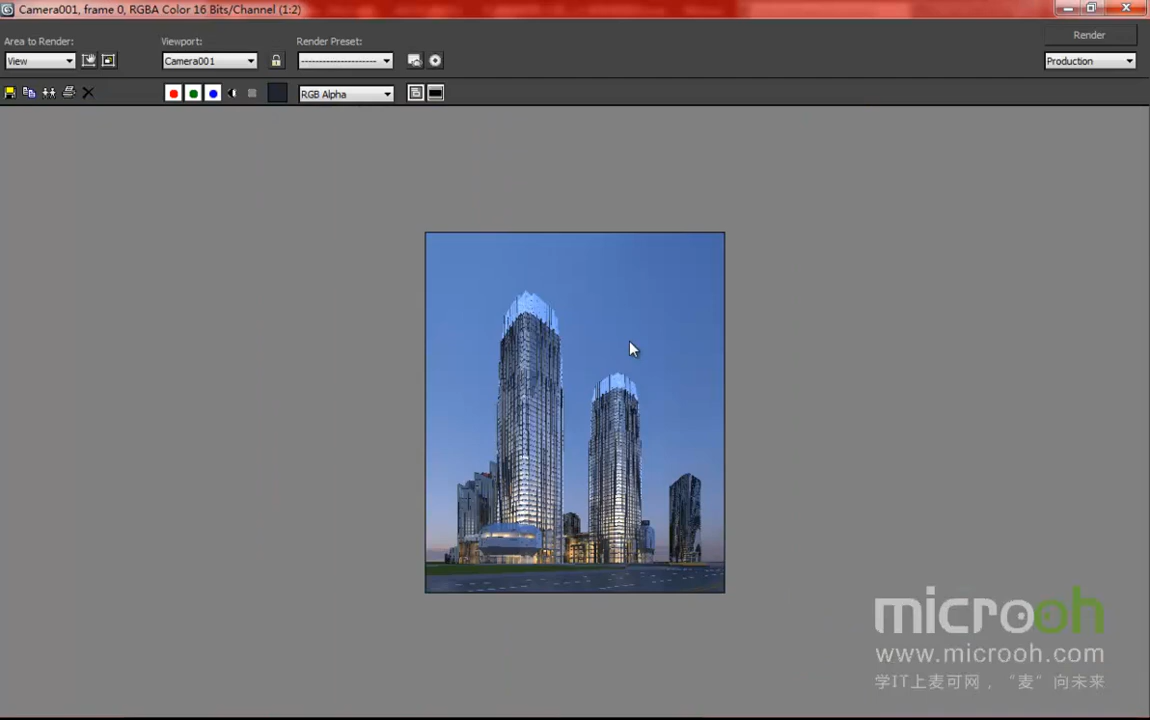 Camera001, frame 0, RGBA Color 16 Bits/Channel (1:2)
Area to Render:
Viewport:
Render Preset:
Render
View
Camera001
--------------------
Production
RGB Alpha
microoh
www.microoh.com
学IT上麦可网，“麦”向未来